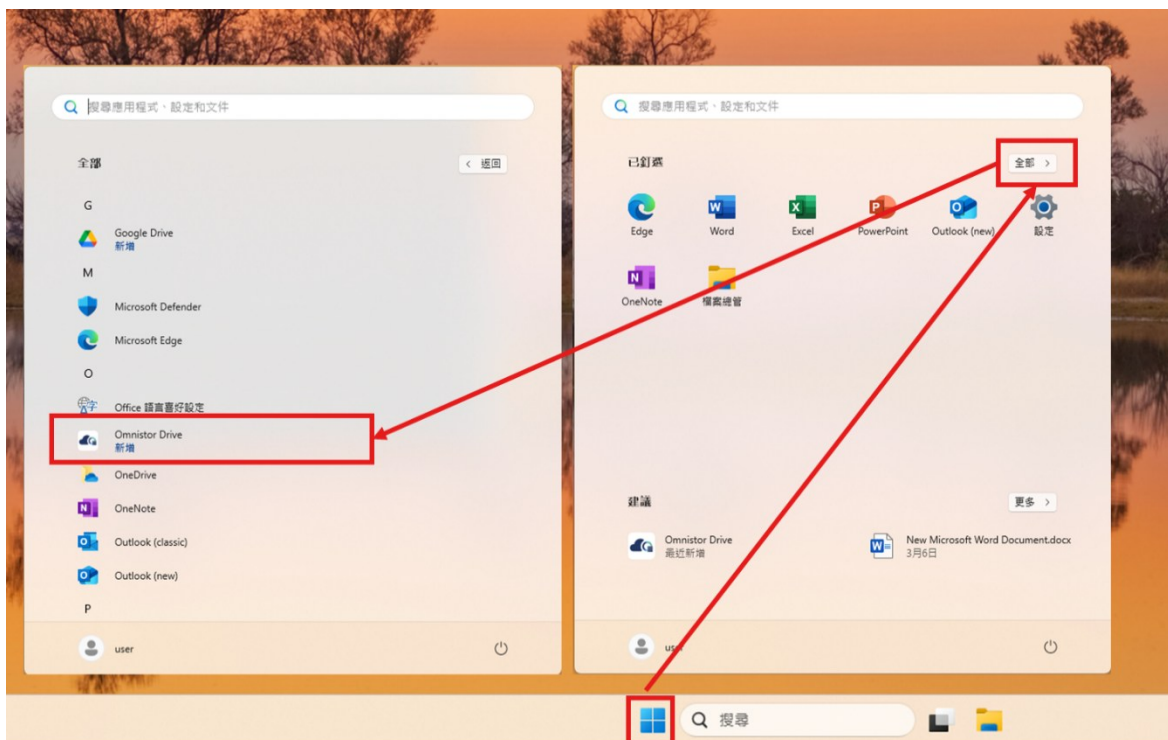 搜尋應用程式、設定和文件
全部
返回
G
Google Drive
新增
M
Microsoft Defender
Microsoft Edge
O
Office 語言喜好設定
Omnistor Drive
新增
OneDrive
OneNote
Outlook (classic)
Outlook (new)
P
user
搜尋應用程式、設定和文件
已釘選
全部
Edge
Word
Excel
PowerPoint
Outlook (new)
設定
OneNote
檔案總管
建議
更多
Omnistor Drive
最近新增
New Microsoft Word Document.docx
3月6日
user
搜尋